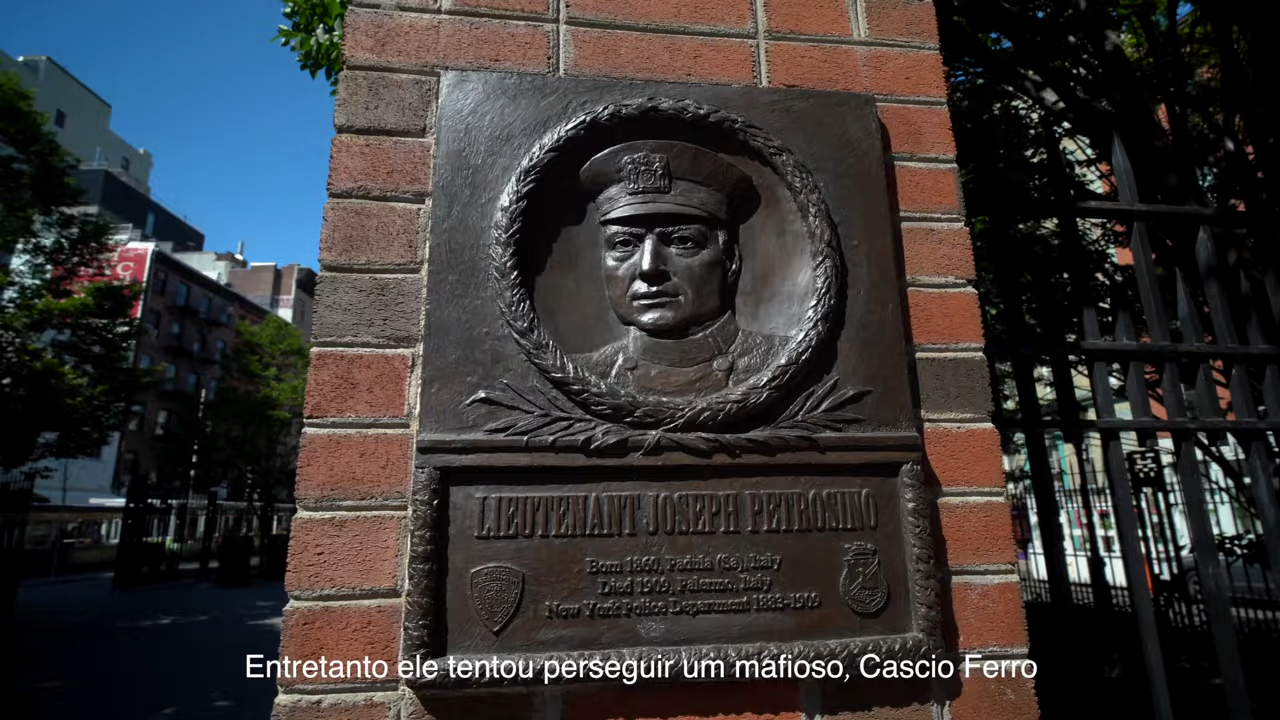 LIEUTENANT JOSEPH PETROSINO
Born 1860, Padula (Sa), Italy
Died 1909, Palermo, Italy
New York Police Department 1883-1909
Entretanto ele tentou perseguir um mafioso, Cascio Ferro